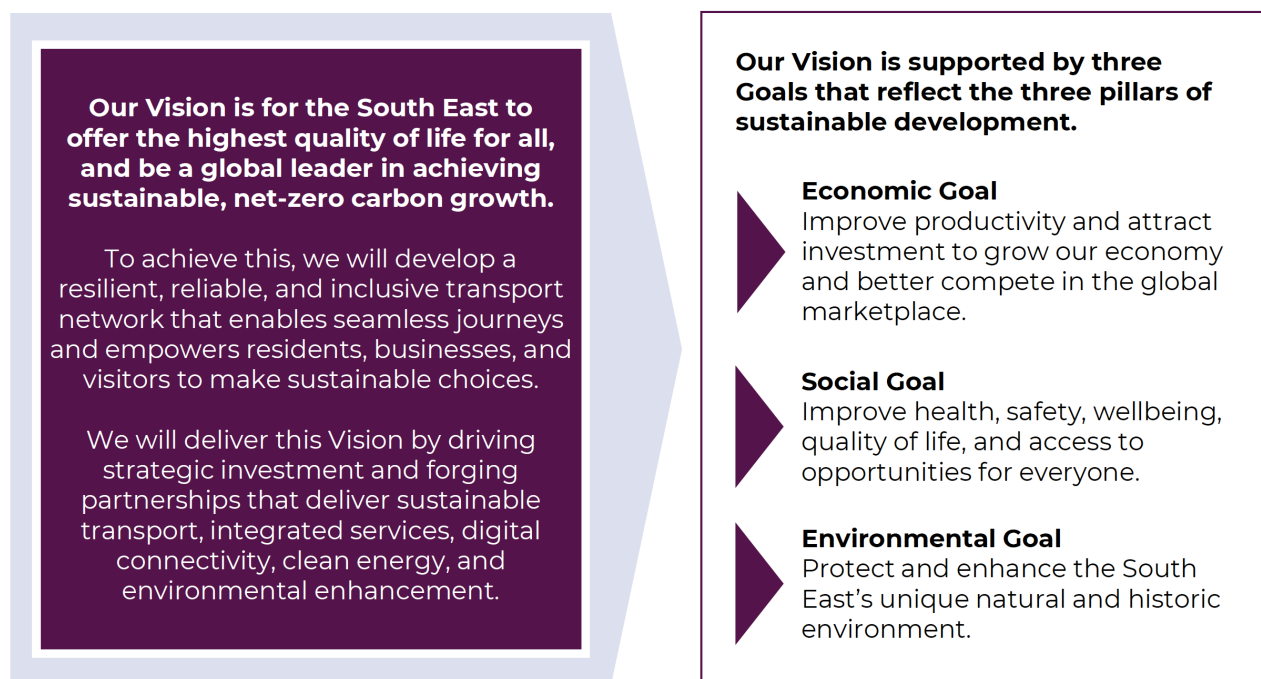 Our Vision is for the South East to
offer the highest quality of life for all,
and be a global leader in achieving
sustainable, net-zero carbon growth.
To achieve this, we will develop a
resilient, reliable, and inclusive transport
network that enables seamless journeys
and empowers residents, businesses, and
visitors to make sustainable choices.
We will deliver this Vision by driving
strategic investment and forging
partnerships that deliver sustainable
transport, integrated services, digital
connectivity, clean energy, and
environmental enhancement.
Our Vision is supported by three
Goals that reflect the three pillars of
sustainable development.
Economic Goal
Improve productivity and attract
investment to grow our economy
and better compete in the global
marketplace.
Social Goal
Improve health, safety, wellbeing,
quality of life, and access to
opportunities for everyone.
Environmental Goal
Protect and enhance the South
East’s unique natural and historic
environment.